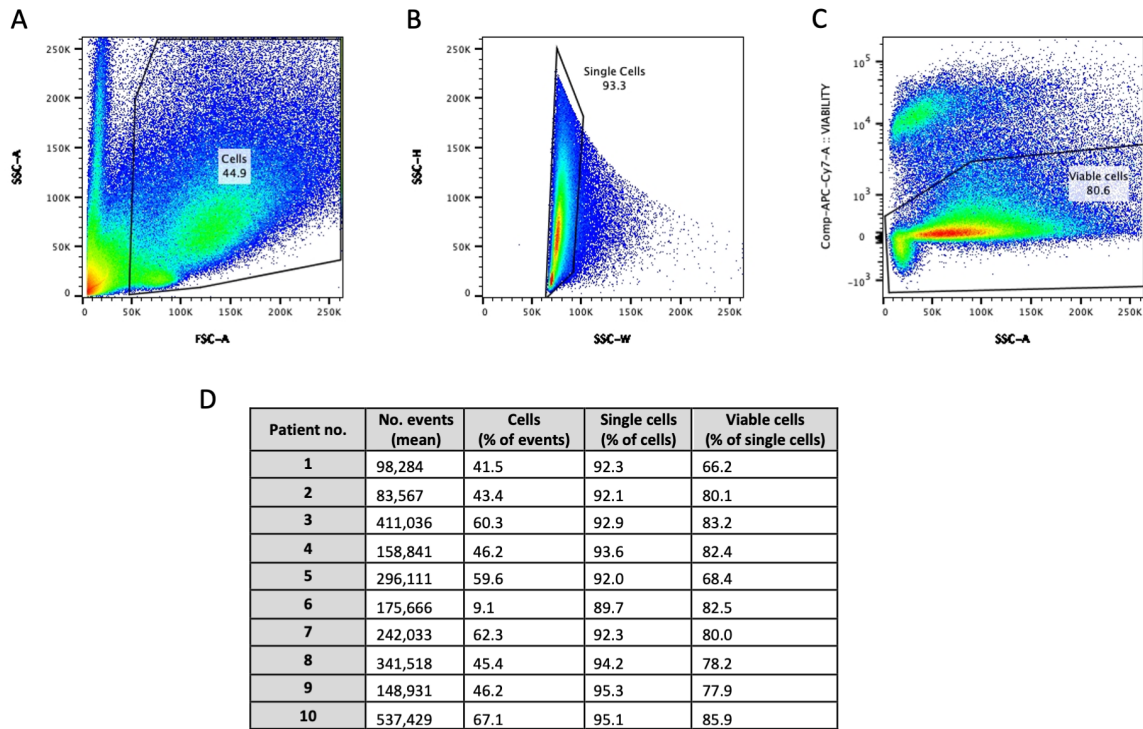 A
SSC-A
250K
200K
150K
100K
50K
0
Cells
44.9
0
50K
100K
150K
200K
250K
FSC-A
B
SSC-H
250K
200K
150K
100K
50K
0
Single Cells
93.3
0
50K
100K
150K
200K
250K
SSC-W
C
Comp-APC-Cy7-A :: VIABILITY
10^5
10^4
10^3
0
-10^3
Viable cells
80.6
0
50K
100K
150K
200K
250K
SSC-A
D
Patient no. No. events (mean) Cells (% of events) Single cells (% of cells) Viable cells (% of single cells)
1 98,284 41.5 92.3 66.2
2 83,567 43.4 92.1 80.1
3 411,036 60.3 92.9 83.2
4 158,841 46.2 93.6 82.4
5 296,111 59.6 92.0 68.4
6 175,666 9.1 89.7 82.5
7 242,033 62.3 92.3 80.0
8 341,518 45.4 94.2 78.2
9 148,931 46.2 95.3 77.9
10 537,429 67.1 95.1 85.9